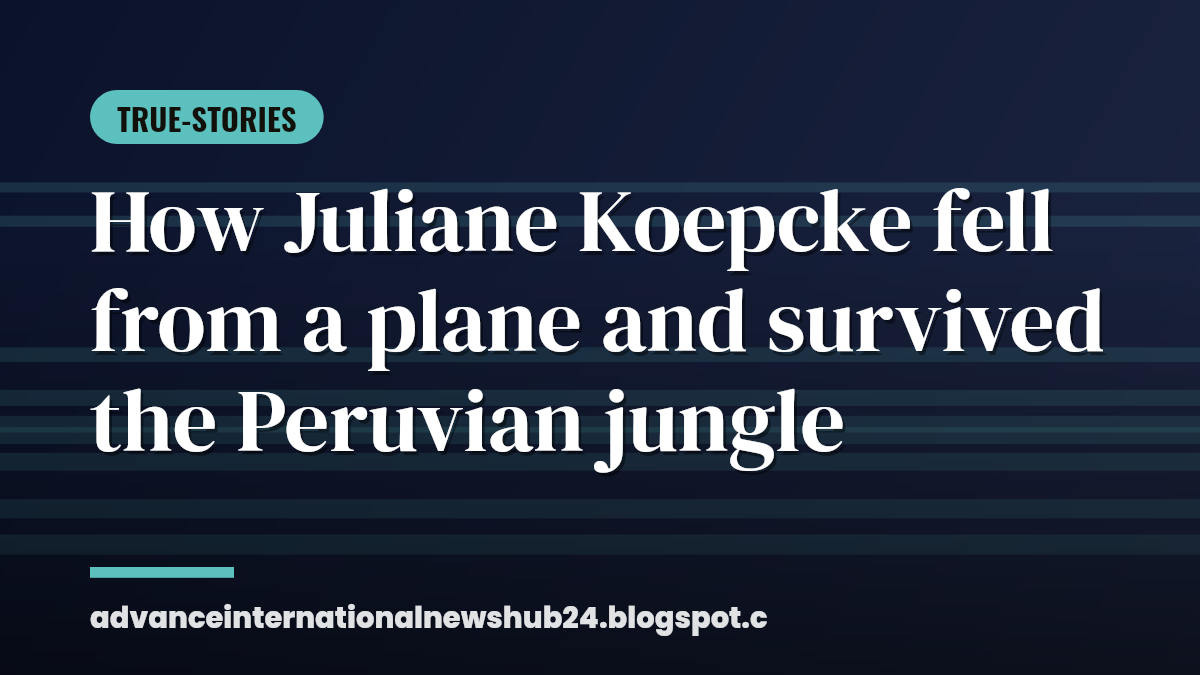 TRUE-STORIES
How Juliane Koepcke fell
from a plane and survived
the Peruvian jungle
advanceinternationalnewshub24.blogspot.c